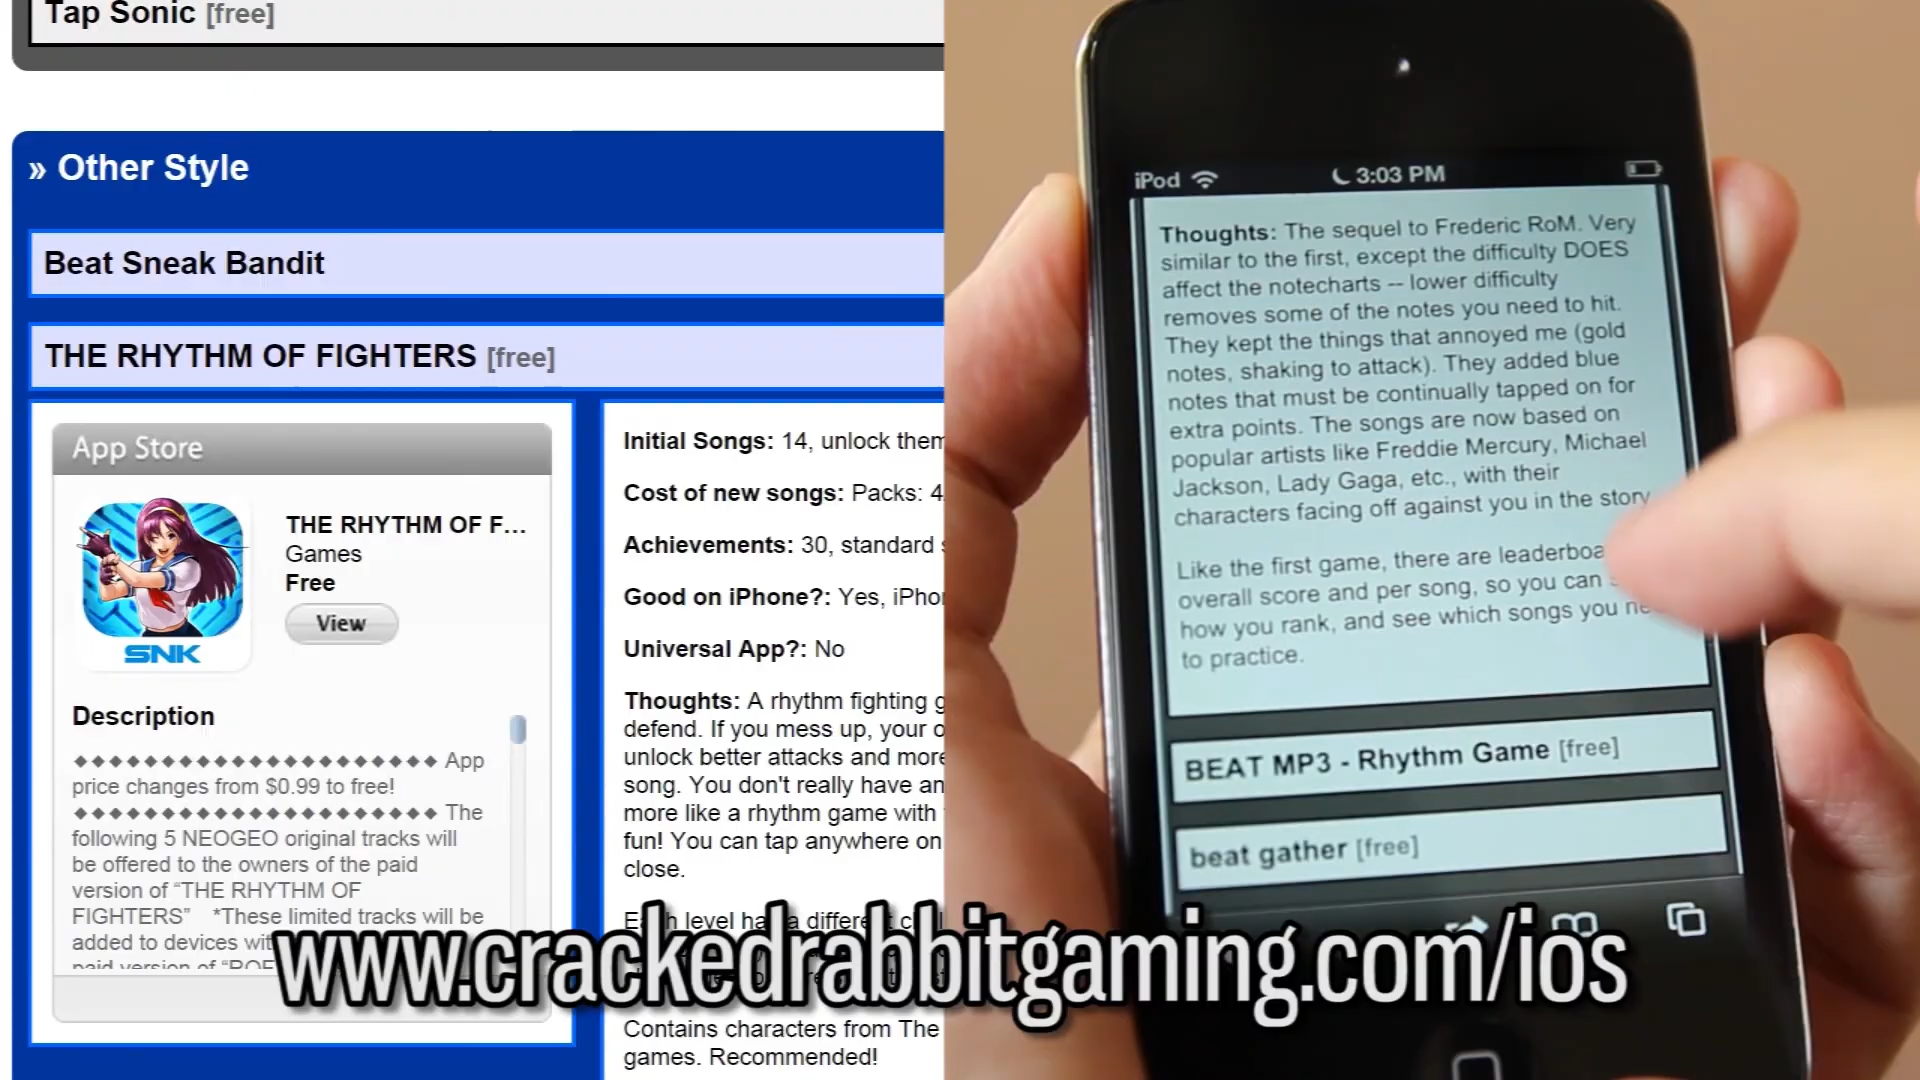 Tap Sonic [free]
» Other Style
Beat Sneak Bandit
THE RHYTHM OF FIGHTERS [free]
App Store
THE RHYTHM OF F...
Games
Free
View
SNK
Description
◆◆◆◆◆◆◆◆◆◆◆◆◆◆◆◆◆◆◆◆◆ App
price changes from $0.99 to free!
◆◆◆◆◆◆◆◆◆◆◆◆◆◆◆◆◆◆◆◆◆ The
following 5 NEOGEO original tracks will
be offered to the owners of the paid
version of “THE RHYTHM OF
FIGHTERS” *These limited tracks will be
added to devices
paid version of
Initial Songs: 14, unlock
Cost of new songs: Packs:
Achievements: 30, standard
Good on iPhone?: Yes,
Universal App?: No
Thoughts: A rhythm fighting
defend. If you mess up, your
unlock better attacks and more
song. You don't really have
more like a rhythm game with
fun! You can tap anywhere on
close.
a different
Contains characters from The
games. Recommended!
iPod 3:03 PM
Thoughts: The sequel to Frederic RoM. Very
similar to the first, except the difficulty DOES
affect the notecharts -- lower difficulty
removes some of the notes you need to hit.
They kept the things that annoyed me (gold
notes, shaking to attack). They added blue
notes that must be continually tapped on for
extra points. The songs are now based on
popular artists like Freddie Mercury, Michael
Jackson, Lady Gaga, etc., with their
characters facing off against you in the story
Like the first game, there are
overall score and per song, so you can
how you rank, and see which songs you
to practice.
BEAT MP3 - Rhythm Game [free]
beat gather [free]
www.crackedrabbitgaming.com/ios